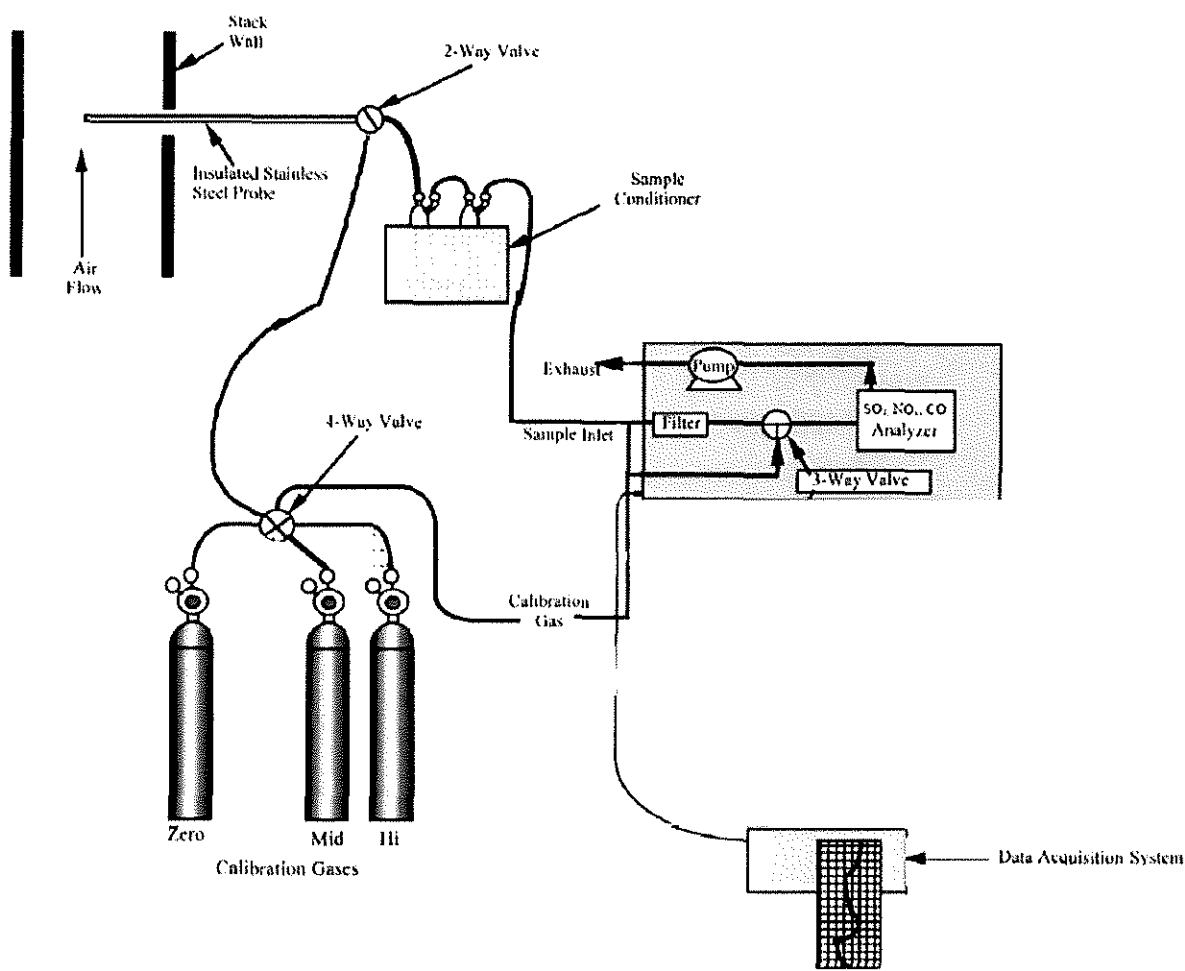 Stack
Wall
2-Way Valve
Insulated Stainless
Steel Probe
Sample
Conditioner
Air
Flow
Exhaust
Pump
SO₂ NOₓ, CO
Analyzer
4-Way Valve
Sample Inlet
Filter
3-Way Valve
Calibration
Gas
Zero
Mid
Hi
Calibration Gases
Data Acquisition System